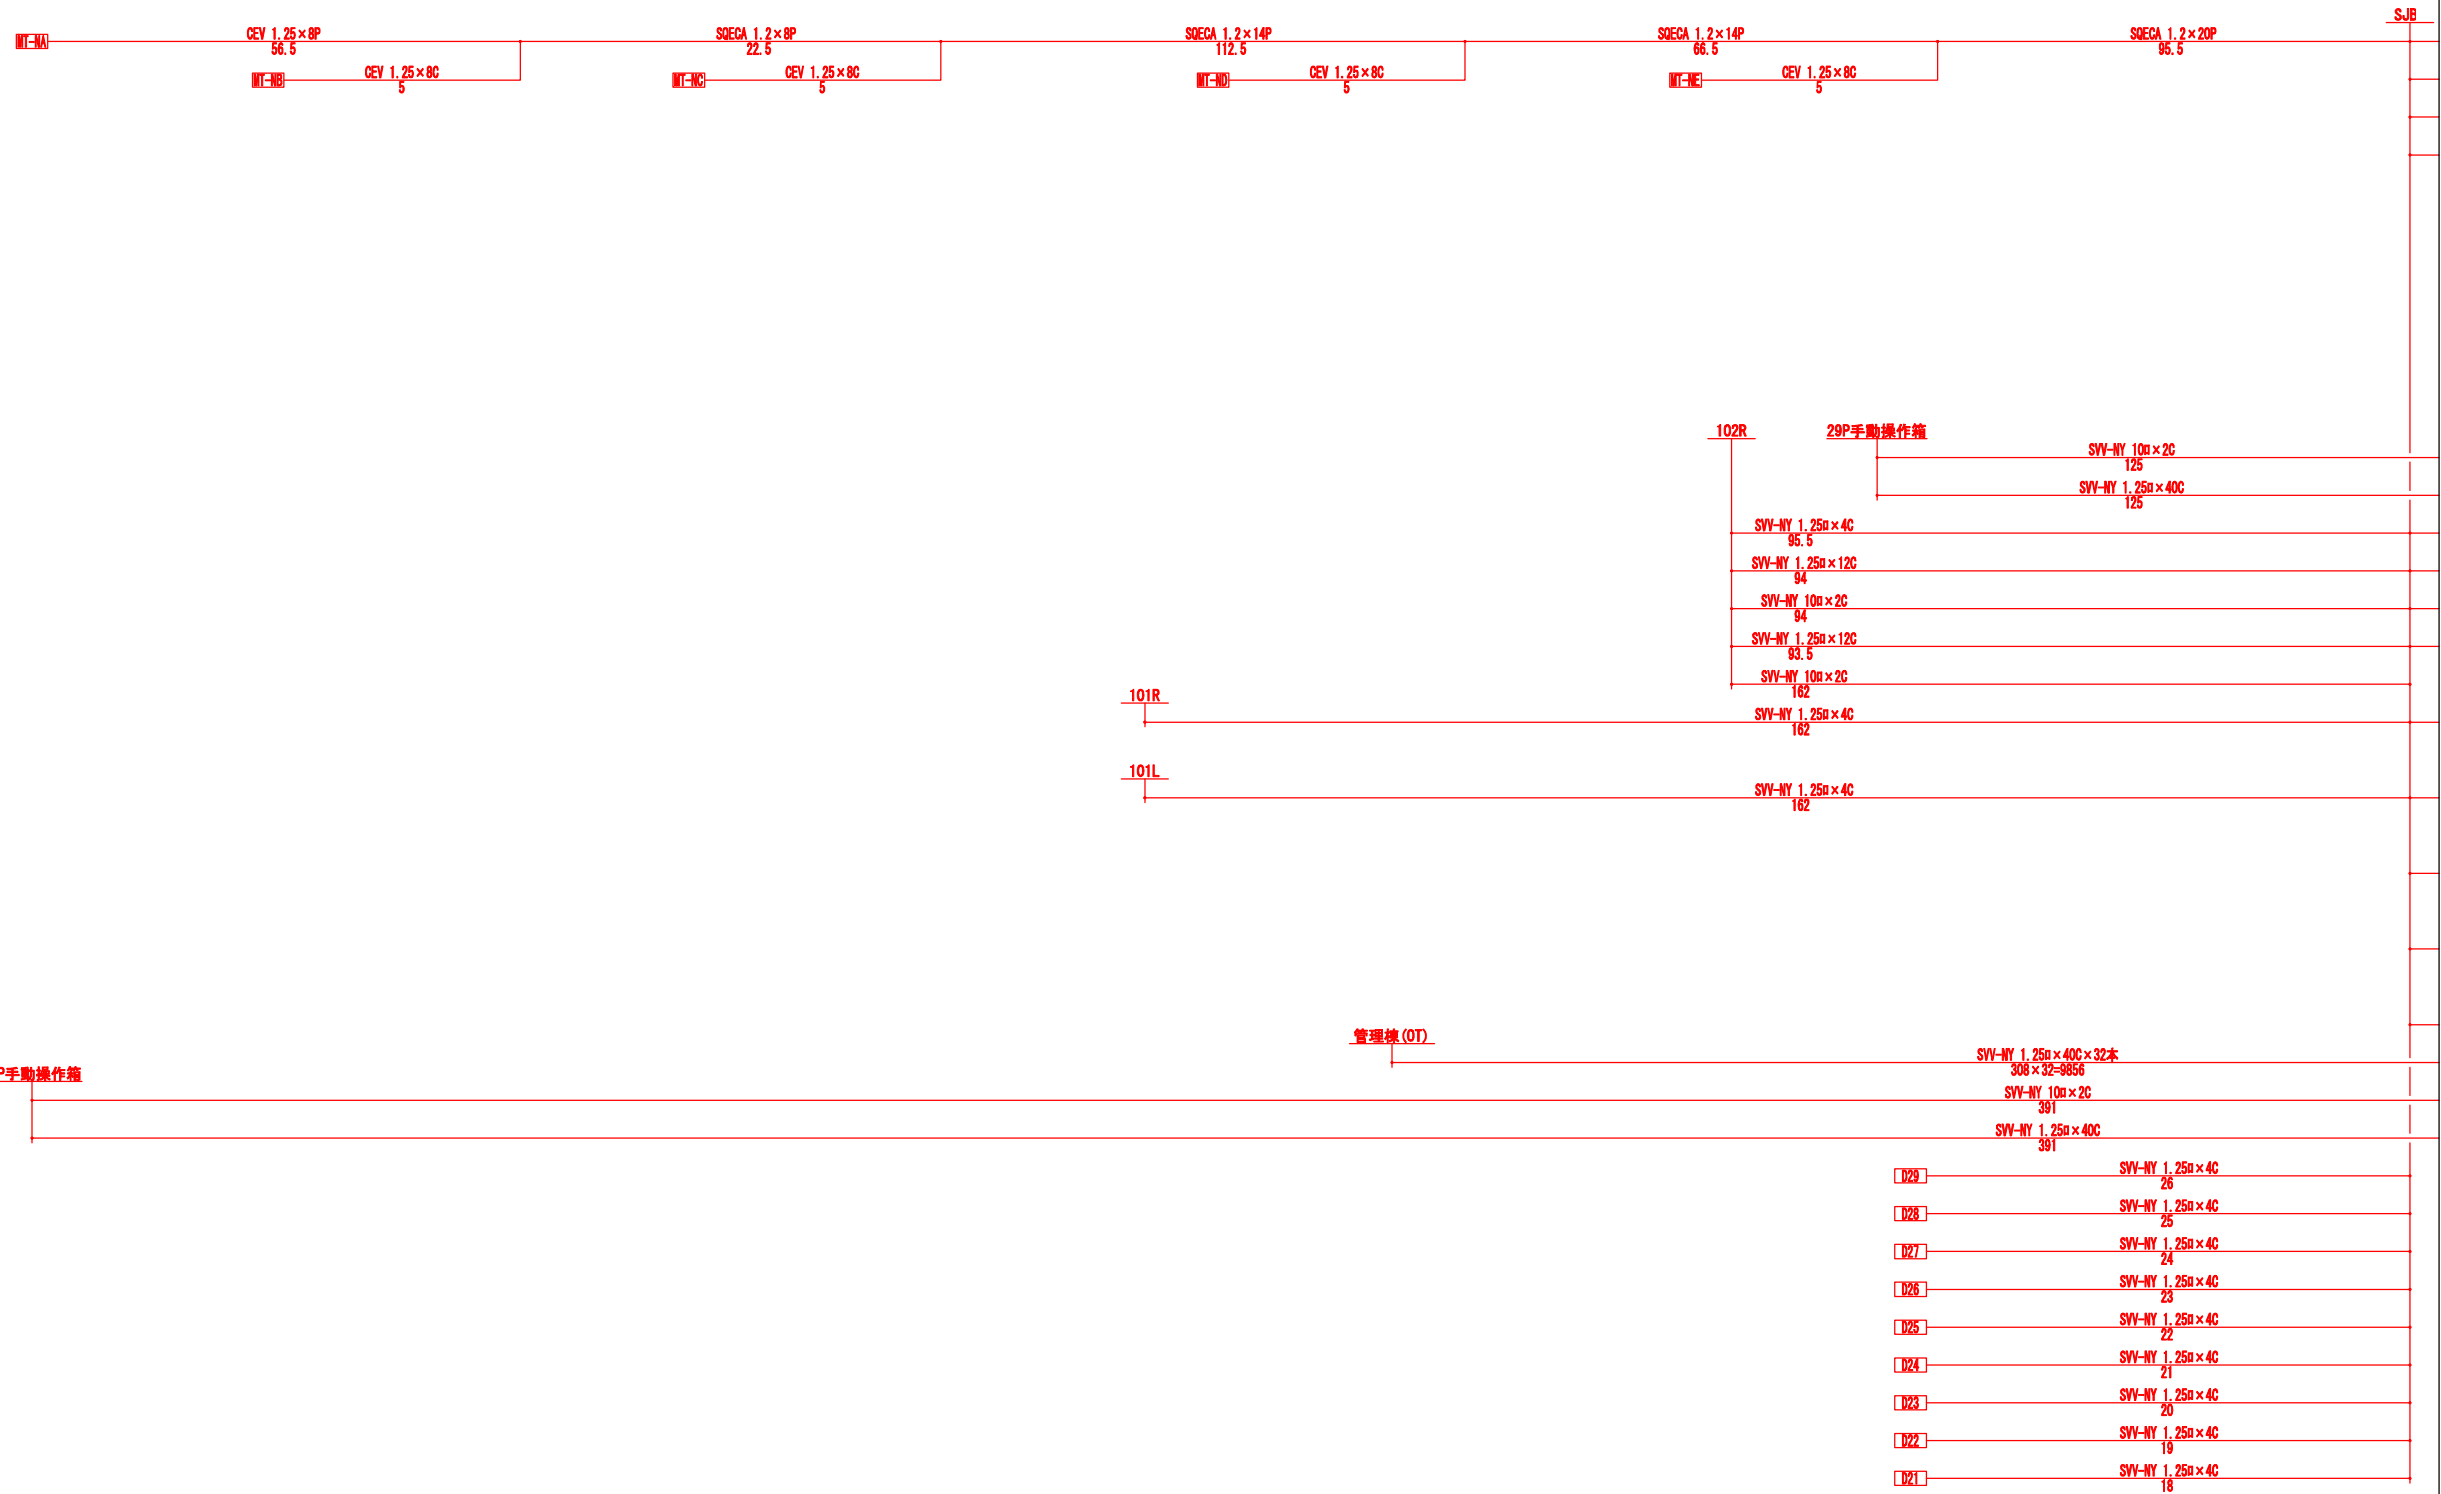 SJB
MT-NA
CEV 1.25×8P
56.5
SQECA 1.2×8P
22.5
SQECA 1.2×14P
112.5
SQECA 1.2×14P
66.5
SQECA 1.2×20P
95.5
MT-NB
CEV 1.25×8C
5
MT-NC
CEV 1.25×8C
5
MT-ND
CEV 1.25×8C
5
MT-NE
CEV 1.25×8C
5
102R
29P手動操作箱
SVV-NY 10□×2C
125
SVV-NY 1.25□×40C
125
SVV-NY 1.25□×4C
95.5
SVV-NY 1.25□×12C
94
SVV-NY 10□×2C
94
SVV-NY 1.25□×12C
93.5
SVV-NY 10□×2C
162
101R
SVV-NY 1.25□×4C
162
101L
SVV-NY 1.25□×4C
162
管理棟(OT)
SVV-NY 1.25□×40C×32本
308×32=9856
P手動操作箱
SVV-NY 10□×2C
391
SVV-NY 1.25□×40C
391
D29
SVV-NY 1.25□×4C
26
D28
SVV-NY 1.25□×4C
25
D27
SVV-NY 1.25□×4C
24
D26
SVV-NY 1.25□×4C
23
D25
SVV-NY 1.25□×4C
22
D24
SVV-NY 1.25□×4C
21
D23
SVV-NY 1.25□×4C
20
D22
SVV-NY 1.25□×4C
19
D21
SVV-NY 1.25□×4C
18